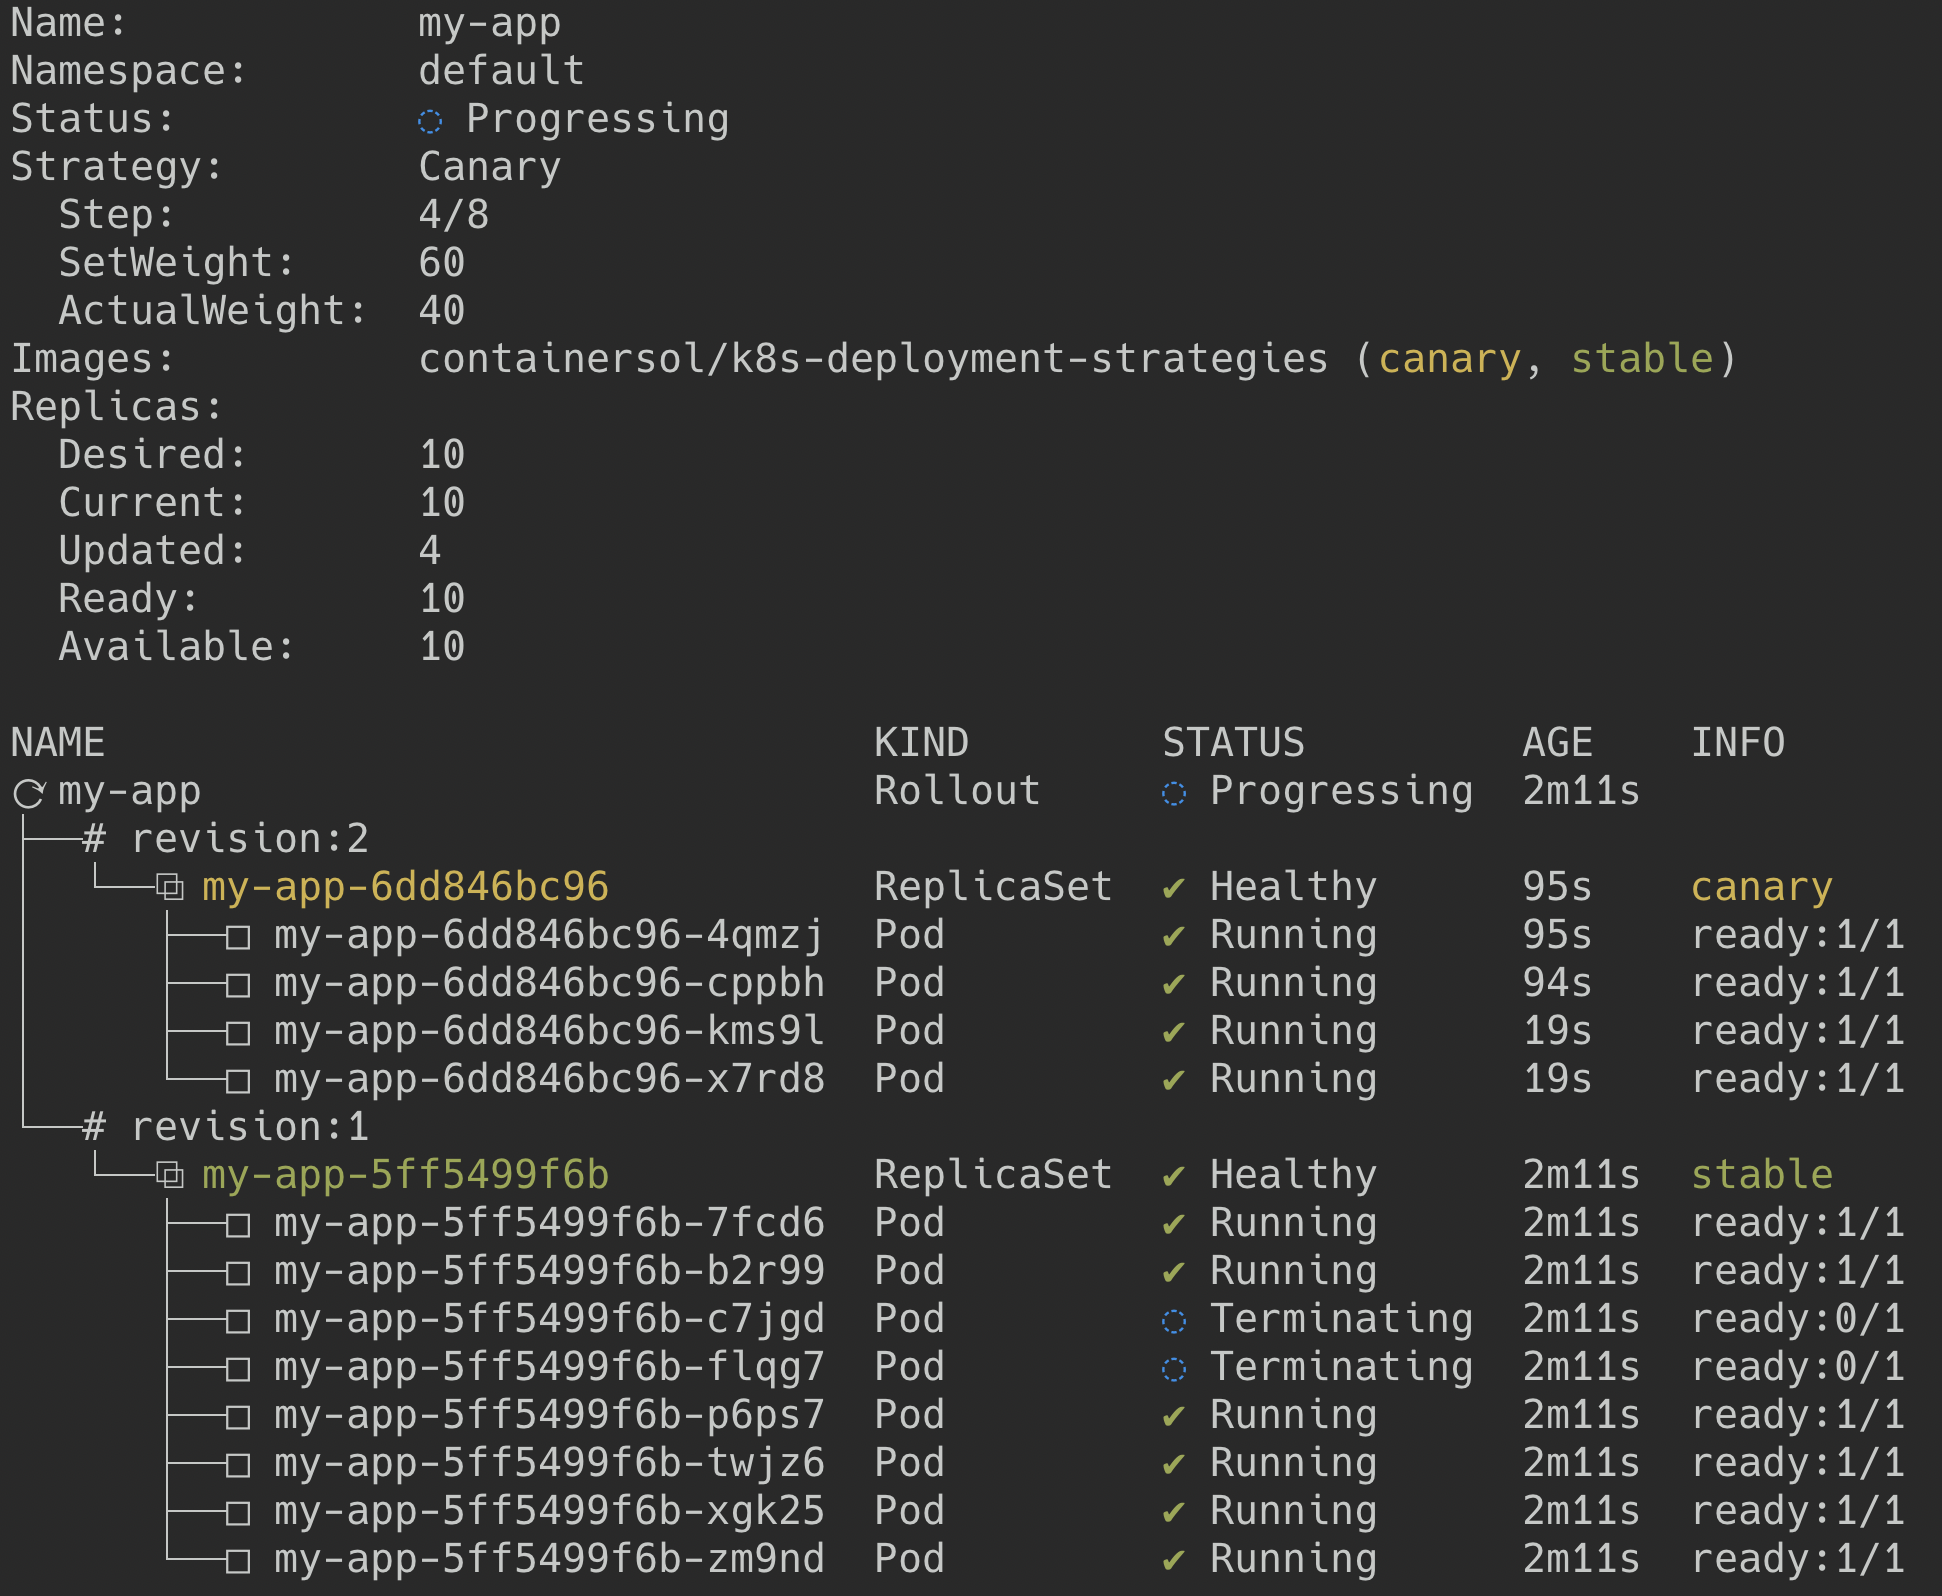 Name:            my-app
Namespace:       default
Status:          ◌ Progressing
Strategy:        Canary
  Step:          4/8
  SetWeight:     60
  ActualWeight:  40
Images:          containersol/k8s-deployment-strategies (canary, stable)
Replicas:
  Desired:       10
  Current:       10
  Updated:       4
  Ready:         10
  Available:     10

NAME                                KIND        STATUS         AGE    INFO
⟳ my-app                            Rollout     ◌ Progressing  2m11s
├──# revision:2
│  └──⧉ my-app-6dd846bc96           ReplicaSet  ✔ Healthy      95s    canary
│     ├──□ my-app-6dd846bc96-4qmzj  Pod         ✔ Running      95s    ready:1/1
│     ├──□ my-app-6dd846bc96-cppbh  Pod         ✔ Running      94s    ready:1/1
│     ├──□ my-app-6dd846bc96-kms9l  Pod         ✔ Running      19s    ready:1/1
│     └──□ my-app-6dd846bc96-x7rd8  Pod         ✔ Running      19s    ready:1/1
└──# revision:1
   └──⧉ my-app-5ff5499f6b           ReplicaSet  ✔ Healthy      2m11s  stable
      ├──□ my-app-5ff5499f6b-7fcd6  Pod         ✔ Running      2m11s  ready:1/1
      ├──□ my-app-5ff5499f6b-b2r99  Pod         ✔ Running      2m11s  ready:1/1
      ├──□ my-app-5ff5499f6b-c7jgd  Pod         ◌ Terminating  2m11s  ready:0/1
      ├──□ my-app-5ff5499f6b-flqg7  Pod         ◌ Terminating  2m11s  ready:0/1
      ├──□ my-app-5ff5499f6b-p6ps7  Pod         ✔ Running      2m11s  ready:1/1
      ├──□ my-app-5ff5499f6b-twjz6  Pod         ✔ Running      2m11s  ready:1/1
      ├──□ my-app-5ff5499f6b-xgk25  Pod         ✔ Running      2m11s  ready:1/1
      └──□ my-app-5ff5499f6b-zm9nd  Pod         ✔ Running      2m11s  ready:1/1